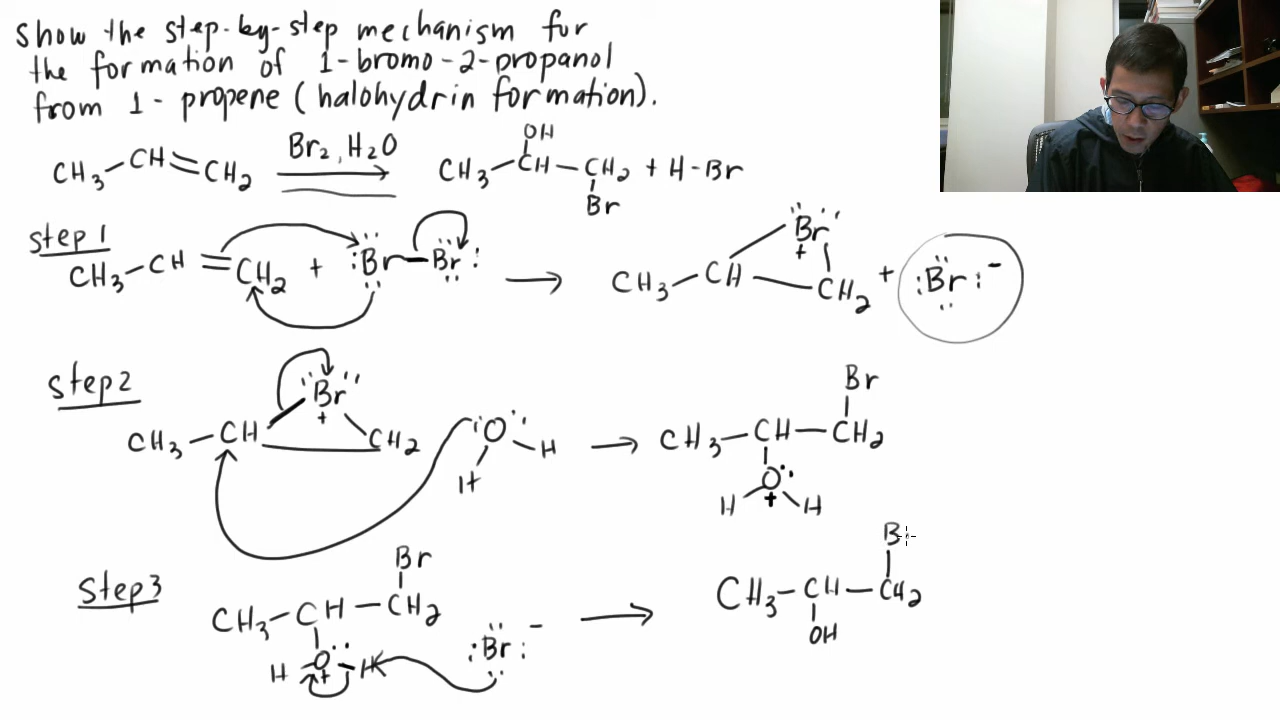 Show the step-by-step mechanism for
the formation of 1-bromo-2-propanol
from 1-propene (halohydrin formation).
OH
CH3-CH=CH2 Br2, H2O CH3-CH-CH2 + H-Br
Br
step 1
:Br
+
CH3-CH=CH2 + :Br-Br: → CH3-CH-CH2 + :Br:-
step 2
Br
+
Br
CH3-CH-CH2 :O-H → CH3-CH-CH2
H
O
H + H
Step 3
Br
B
CH3-CH-CH2 :Br:- → CH3-CH-CH2
H-O-H OH
+